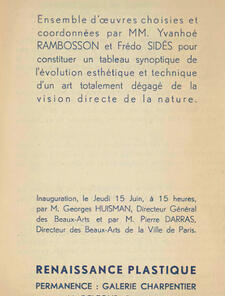 Ensemble d'œuvres choisies et
coordonnées par MM. Yvanhoé
RAMBOSSON et Frédo SIDÈS pour
constituer un tableau synoptique de
l'évolution esthétique et technique
d'un art totalement dégagé de la
vision directe de la nature.
Inauguration, le Jeudi 15 Juin, à 15 heures,
par M. Georges HUISMAN, Directeur Général
des Beaux-Arts et par M. Pierre DARRAS,
Directeur des Beaux-Arts de la Ville de Paris.
RENAISSANCE PLASTIQUE
PERMANENCE : GALERIE CHARPENTIER